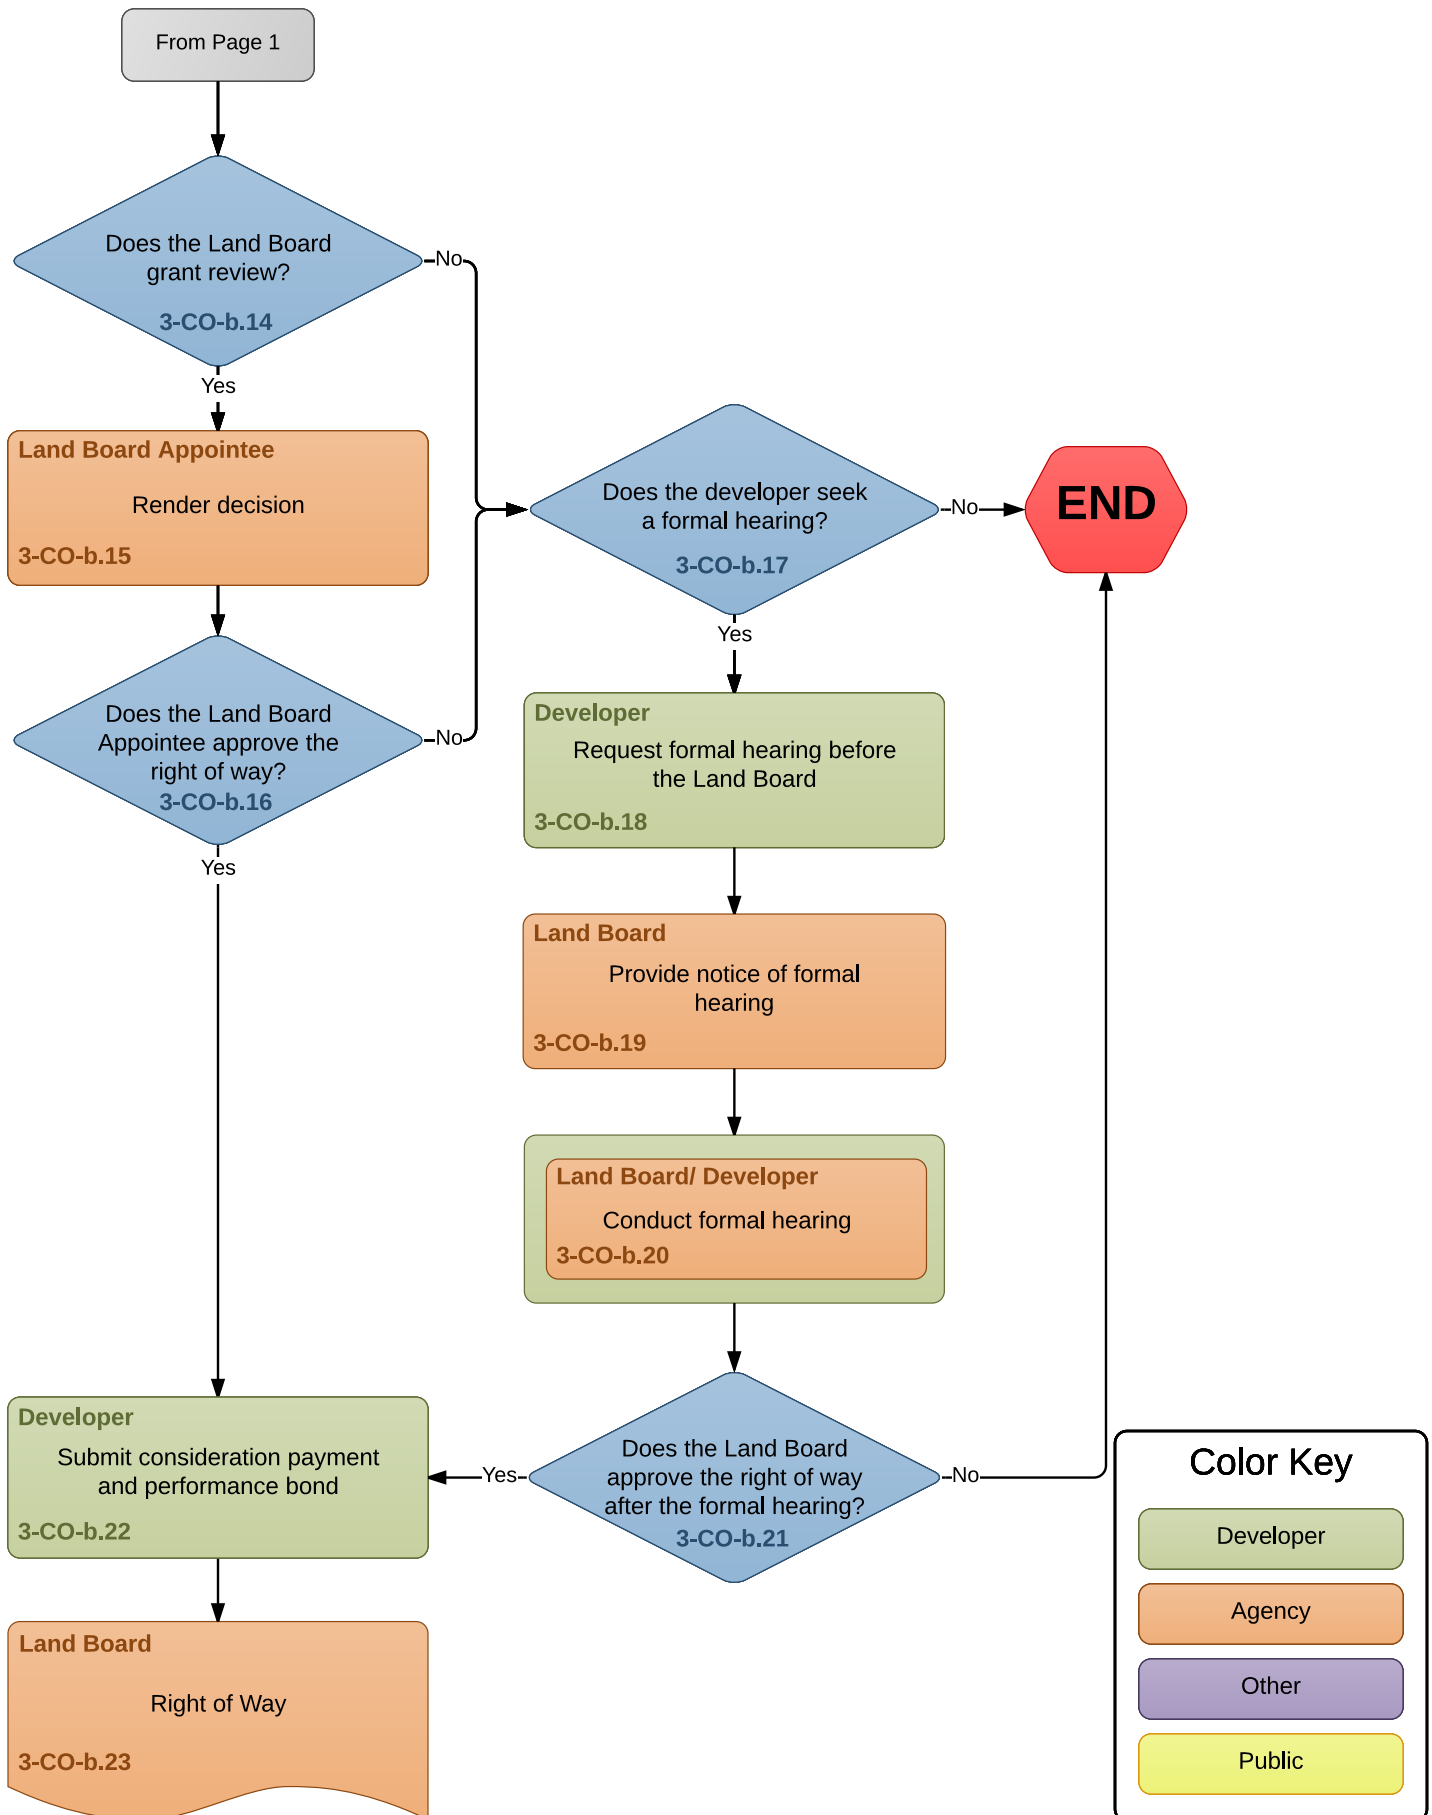 From Page 1
Does the Land Board
grant review?
3-CO-b.14
No
Yes
Land Board Appointee
Render decision
3-CO-b.15
Does the Land Board
Appointee approve the
right of way?
3-CO-b.16
No
Yes
Does the developer seek
a formal hearing?
3-CO-b.17
No
END
Yes
Developer
Request formal hearing before
the Land Board
3-CO-b.18
Land Board
Provide notice of formal
hearing
3-CO-b.19
Land Board/ Developer
Conduct formal hearing
3-CO-b.20
Does the Land Board
approve the right of way
after the formal hearing?
3-CO-b.21
Yes
No
Developer
Submit consideration payment
and performance bond
3-CO-b.22
Land Board
Right of Way
3-CO-b.23
Color Key
Developer
Agency
Other
Public